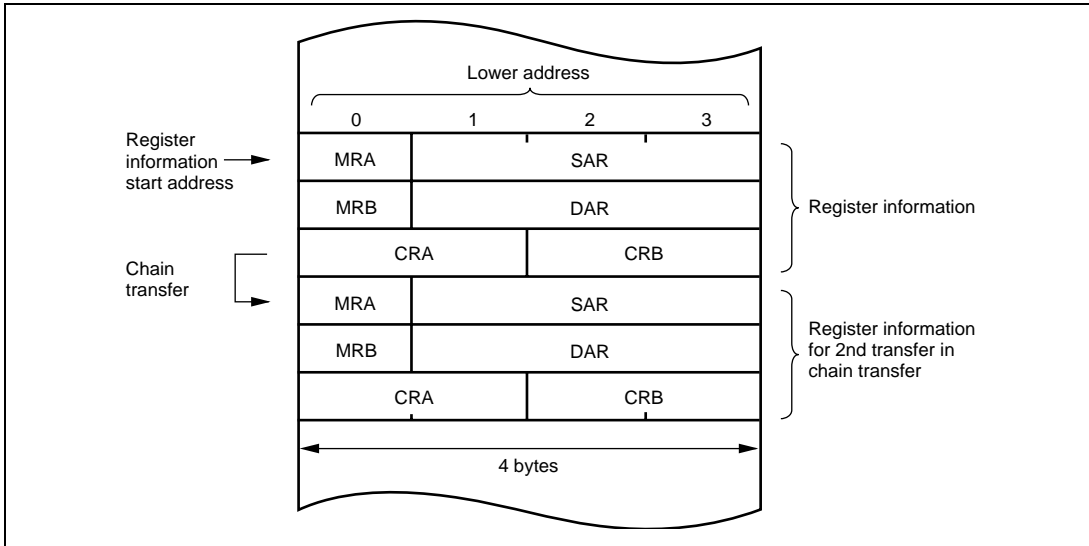 Lower address
0 1 2 3
Register
information
start address
MRA SAR
MRB DAR
CRA CRB
Register information
Chain
transfer
MRA SAR
MRB DAR
CRA CRB
Register information
for 2nd transfer in
chain transfer
4 bytes